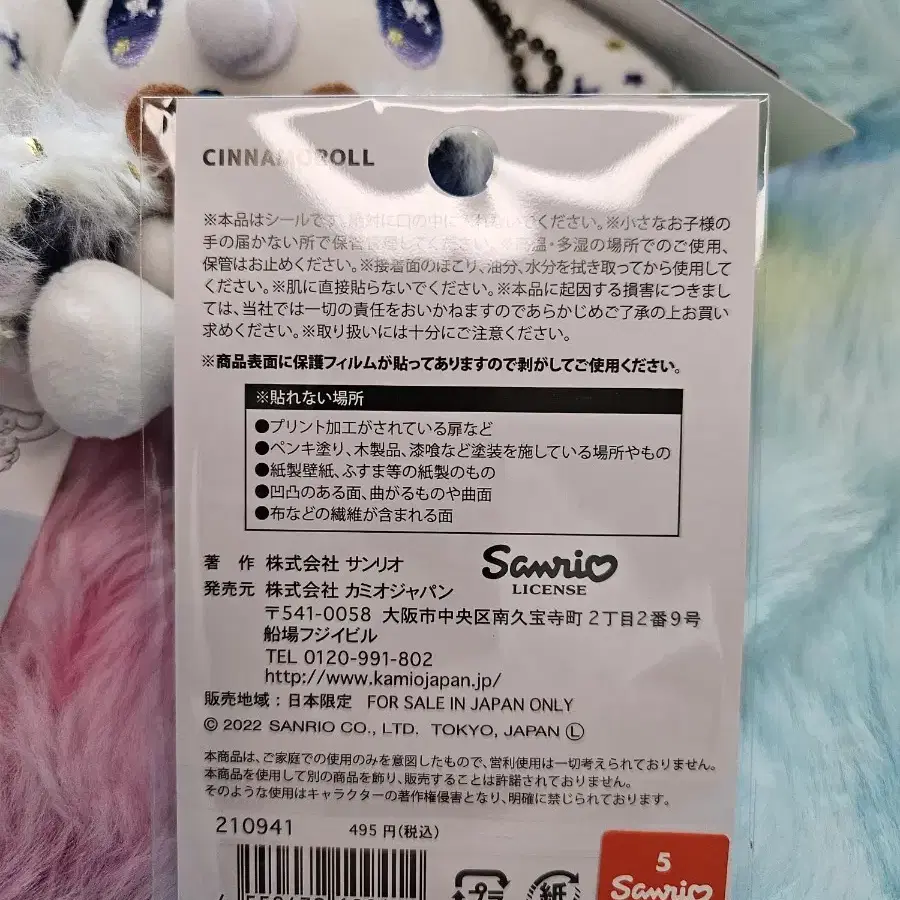 CINNAMOROLL
※本品はシールです。絶対に口の中に入れないでください。※小さなお子様の
手の届かない所で保管管理してください。※高温・多湿の場所でのご使用、
保管はお止めください。※接着面のほこり、油分、水分を拭き取ってから使用して
ください。※肌に直接貼らないでください。※本品に起因する損害につきまし
ては、当社では一切の責任をおいかねますのであらかじめご了承の上お買い
求めください。※取り扱いには十分にご注意ください。
※商品表面に保護フィルムが貼ってありますので剥がしてご使用ください。
※貼れない場所
●プリント加工がされている扉など
●ペンキ塗り、木製品、漆喰など塗装を施している場所やもの
●紙製壁紙、ふすま等の紙製のもの
●凹凸のある面、曲がるものや曲面
●布などの繊維が含まれる面
著 作 株式会社 サンリオ
Sanrio
LICENSE
発売元 株式会社 カミオジャパン
〒541-0058 大阪市中央区南久宝寺町2丁目2番9号
船場フジイビル
TEL 0120-991-802
http://www.kamiojapan.jp/
販売地域:日本限定 FOR SALE IN JAPAN ONLY
© 2022 SANRIO CO., LTD. TOKYO, JAPAN Ⓛ
本商品は、ご家庭での使用のみを意図したもので、営利使用は一切考えられておりません。
本商品を使用して別の商品を飾り、販売することは許諾されておりません。
そのような使用はキャラクターの著作権侵害となり、明確に禁じられております。
210941 495円(税込)
プラ 紙
5
Sanrio